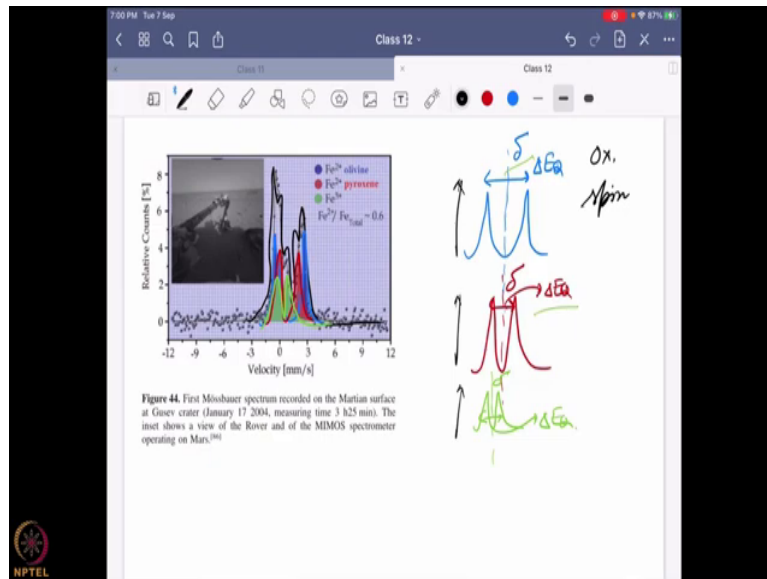 7:00 PM Tue 7 Sep
87%
Class 12
Class 11
Class 12
Relative Counts [%]
8
6
4
2
0
Fe²⁺ olivine
Fe²⁺ pyroxene
Fe³⁺
Fe³⁺/ Fe Total ~ 0.6
-12 -9 -6 -3 0 3 6 9 12
Velocity [mm/s]
Figure 44. First Mössbauer spectrum recorded on the Martian surface
at Gusev crater (January 17 2004, measuring time 3 h25 min). The
inset shows a view of the Rover and of the MIMOS spectrometer
operating on Mars.[66]
δ
ΔEQ
Ox.
spin
δ
ΔEQ
δ
ΔEQ
NPTEL